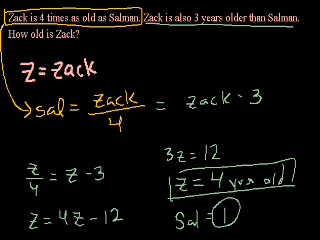 Zack is 4 times as old as Salman. Zack is also 3 years older than Salman.
How old is Zack?
z = zack
sal = zack/4 = zack - 3
z/4 = z - 3
z = 4z - 12
3z = 12
z = 4 yrs old
Sal = 1